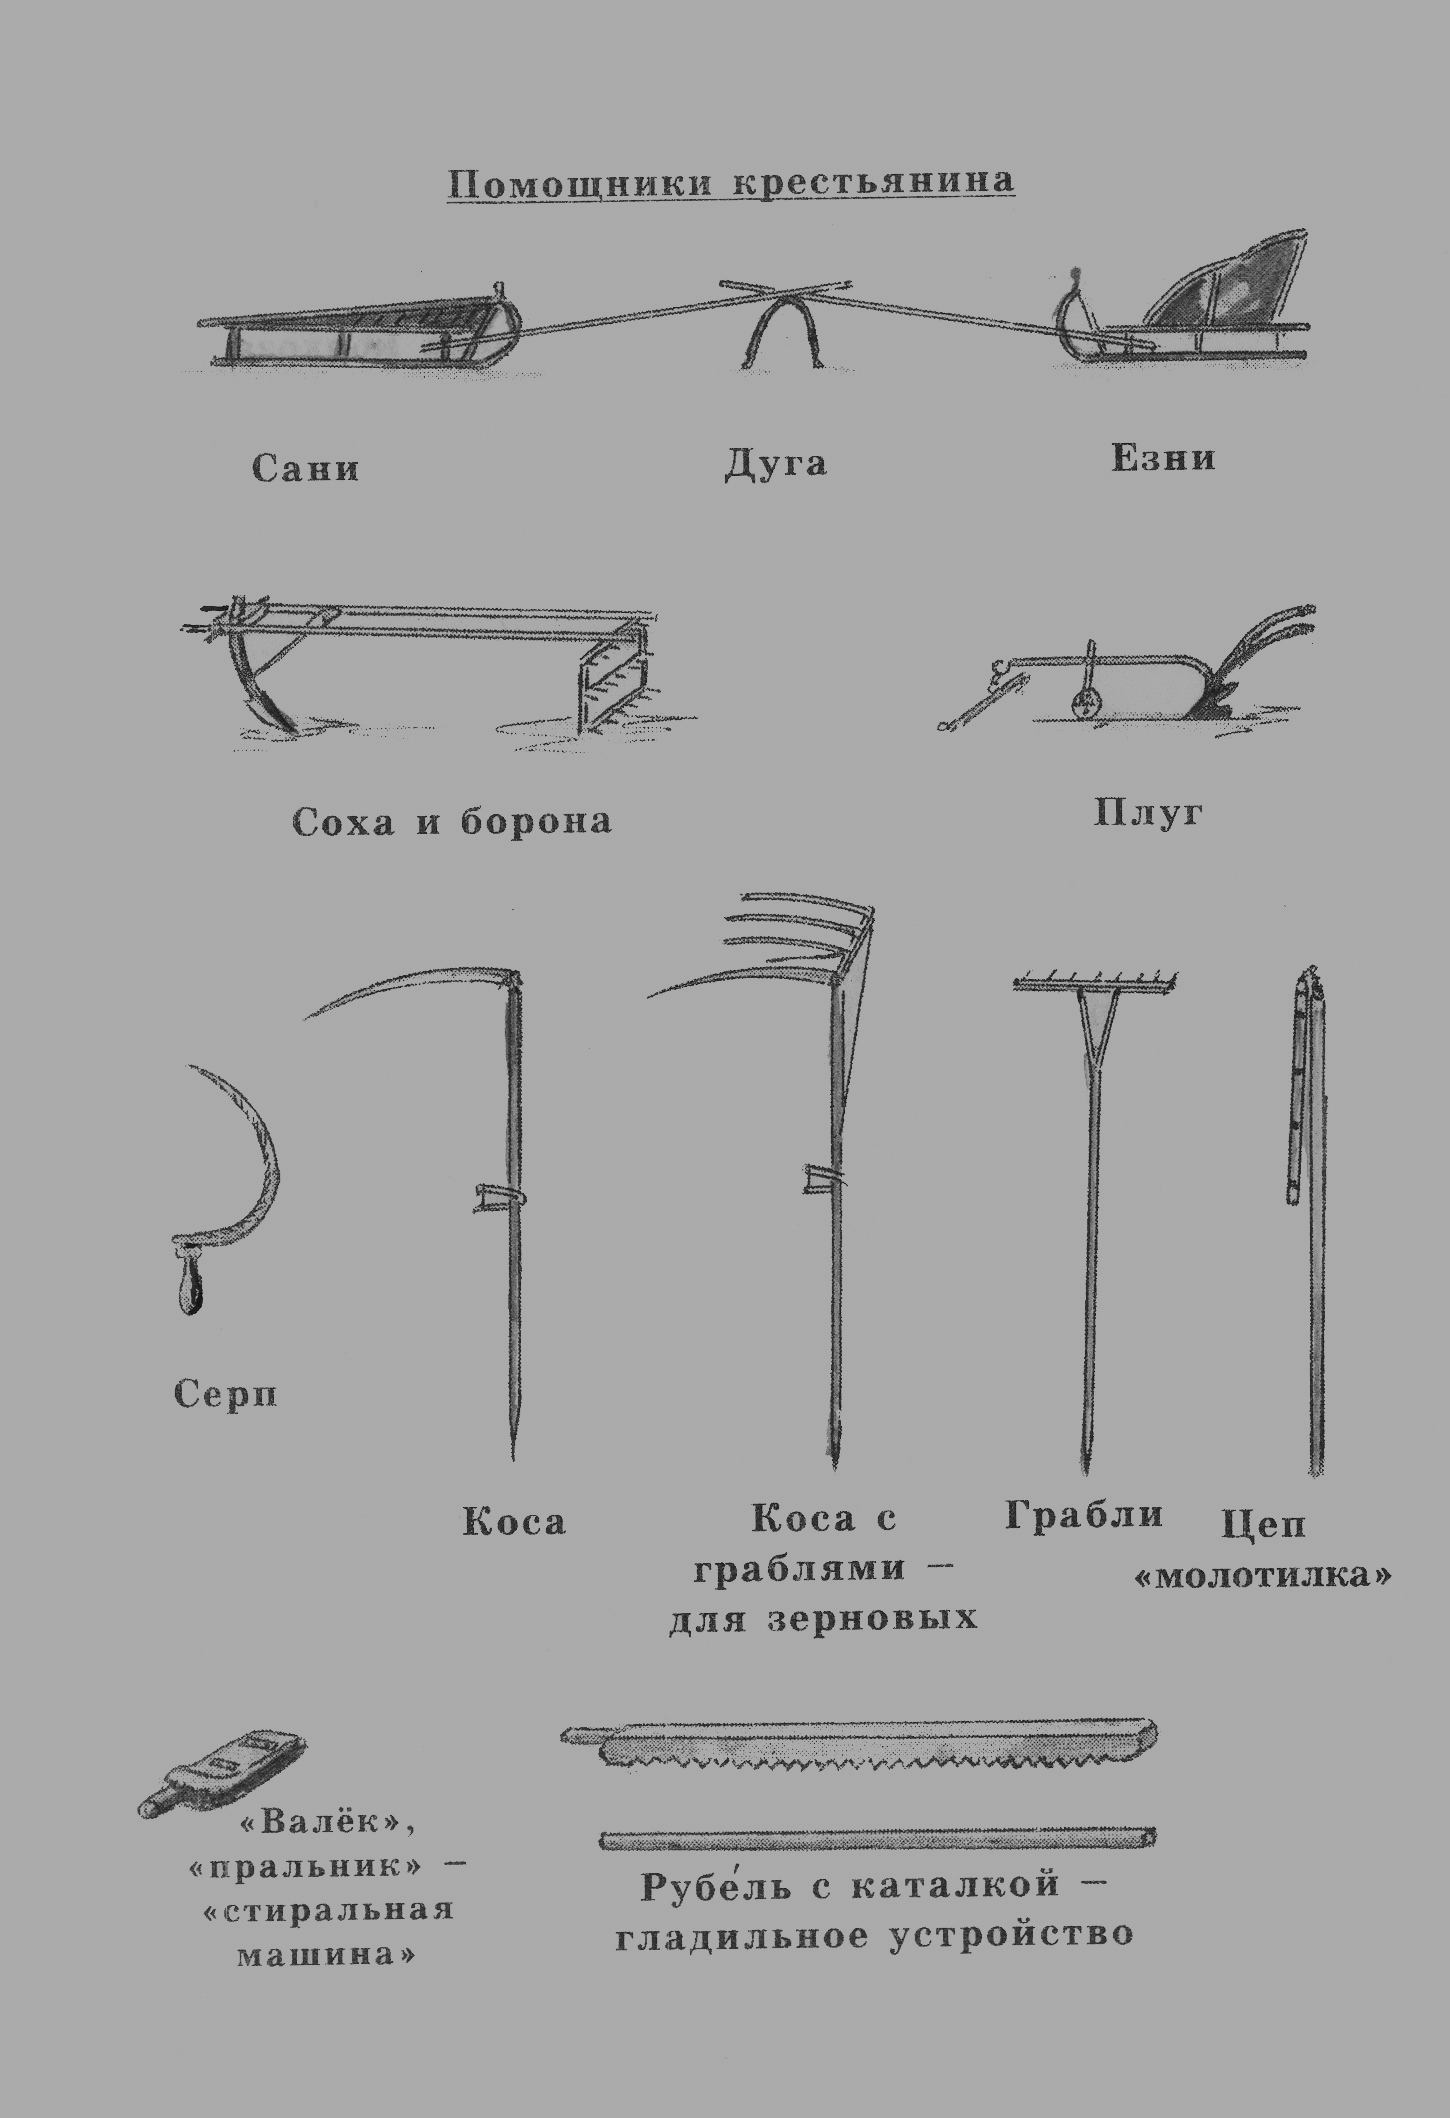 Помощники крестьянина
Сани
Дуга
Езни
Соха и борона
Плуг
Серп
Коса
Коса с
граблями –
для зерновых
Грабли
Цеп
«молотилка»
«Валёк»,
«пральник» –
«стиральная
машина»
Рубе́ль с каталкой –
гладильное устройство